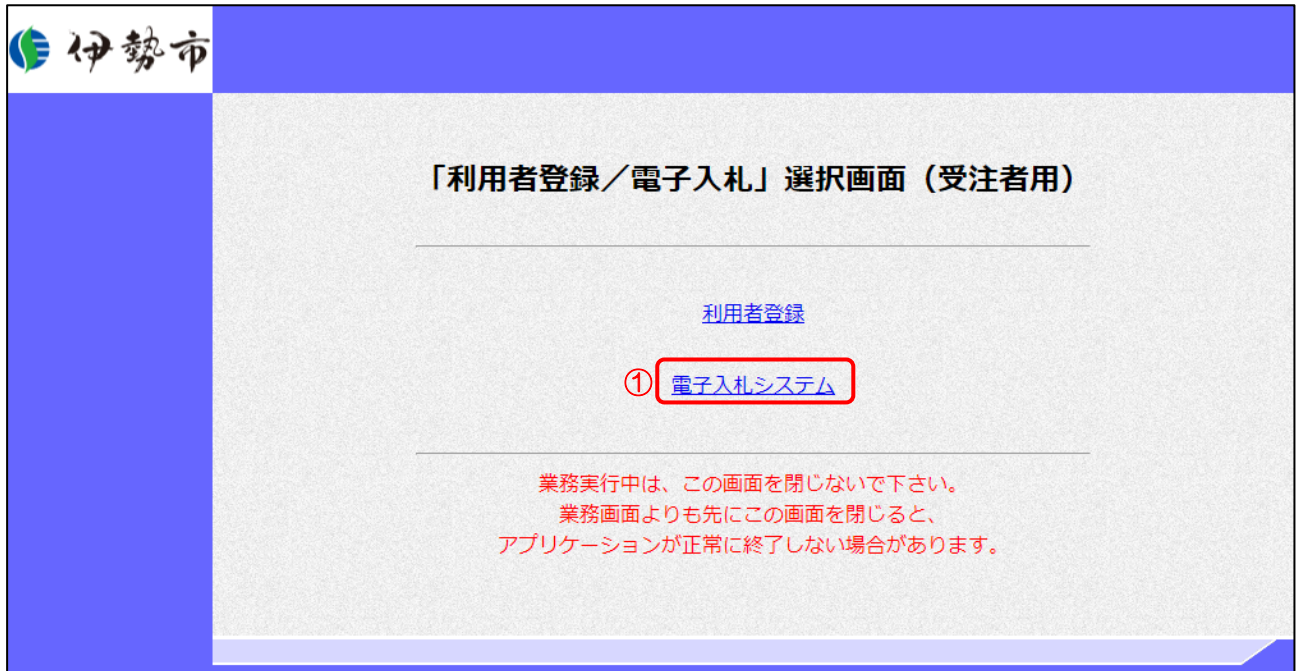 伊勢市
「利用者登録／電子入札」選択画面（受注者用）
利用者登録
① 電子入札システム
業務実行中は、この画面を閉じないで下さい。
業務画面よりも先にこの画面を閉じると、
アプリケーションが正常に終了しない場合があります。